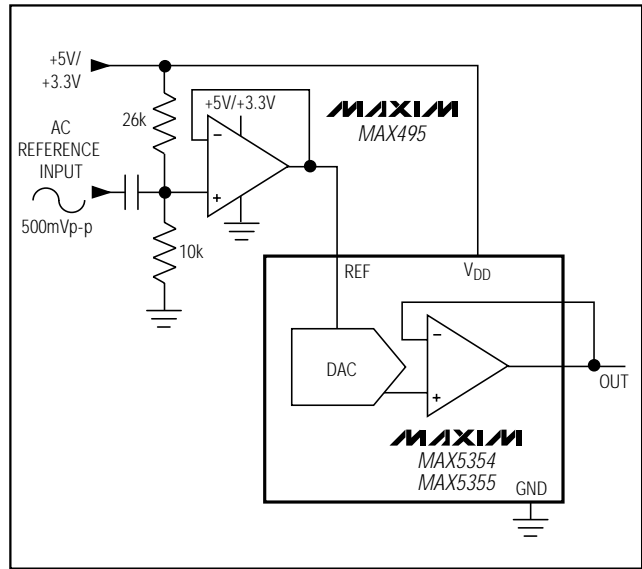 +5V/
+3.3V
26k
+5V/+3.3V
MAXIM
MAX495
AC
REFERENCE
INPUT
−
+
500mVp-p
10k
REF
VDD
DAC
−
+
OUT
MAXIM
MAX5354
MAX5355
GND